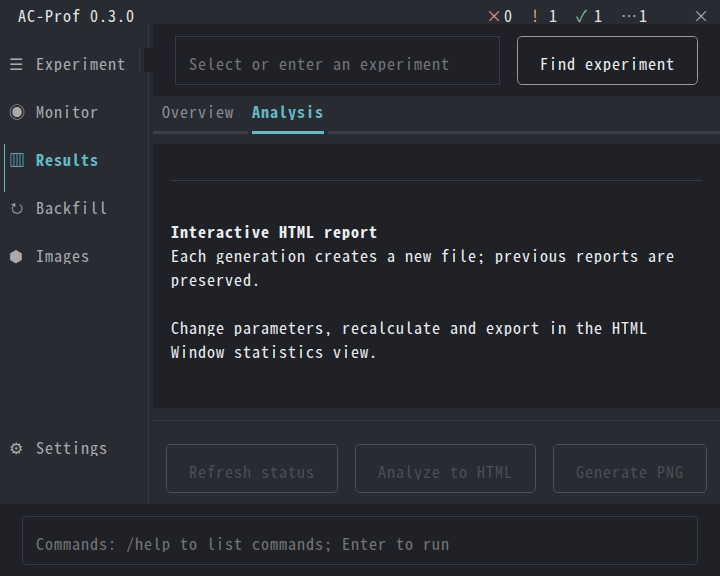 AC-Prof 0.3.0
×0 ! 1 ✓ 1 ⋯1 ×
☰ Experiment
Select or enter an experiment
Find experiment
◉ Monitor
Overview Analysis
▥ Results
↻ Backfill
⬢ Images
Interactive HTML report
Each generation creates a new file; previous reports are
preserved.
Change parameters, recalculate and export in the HTML
Window statistics view.
⚙ Settings
Refresh status
Analyze to HTML
Generate PNG
Commands: /help to list commands; Enter to run